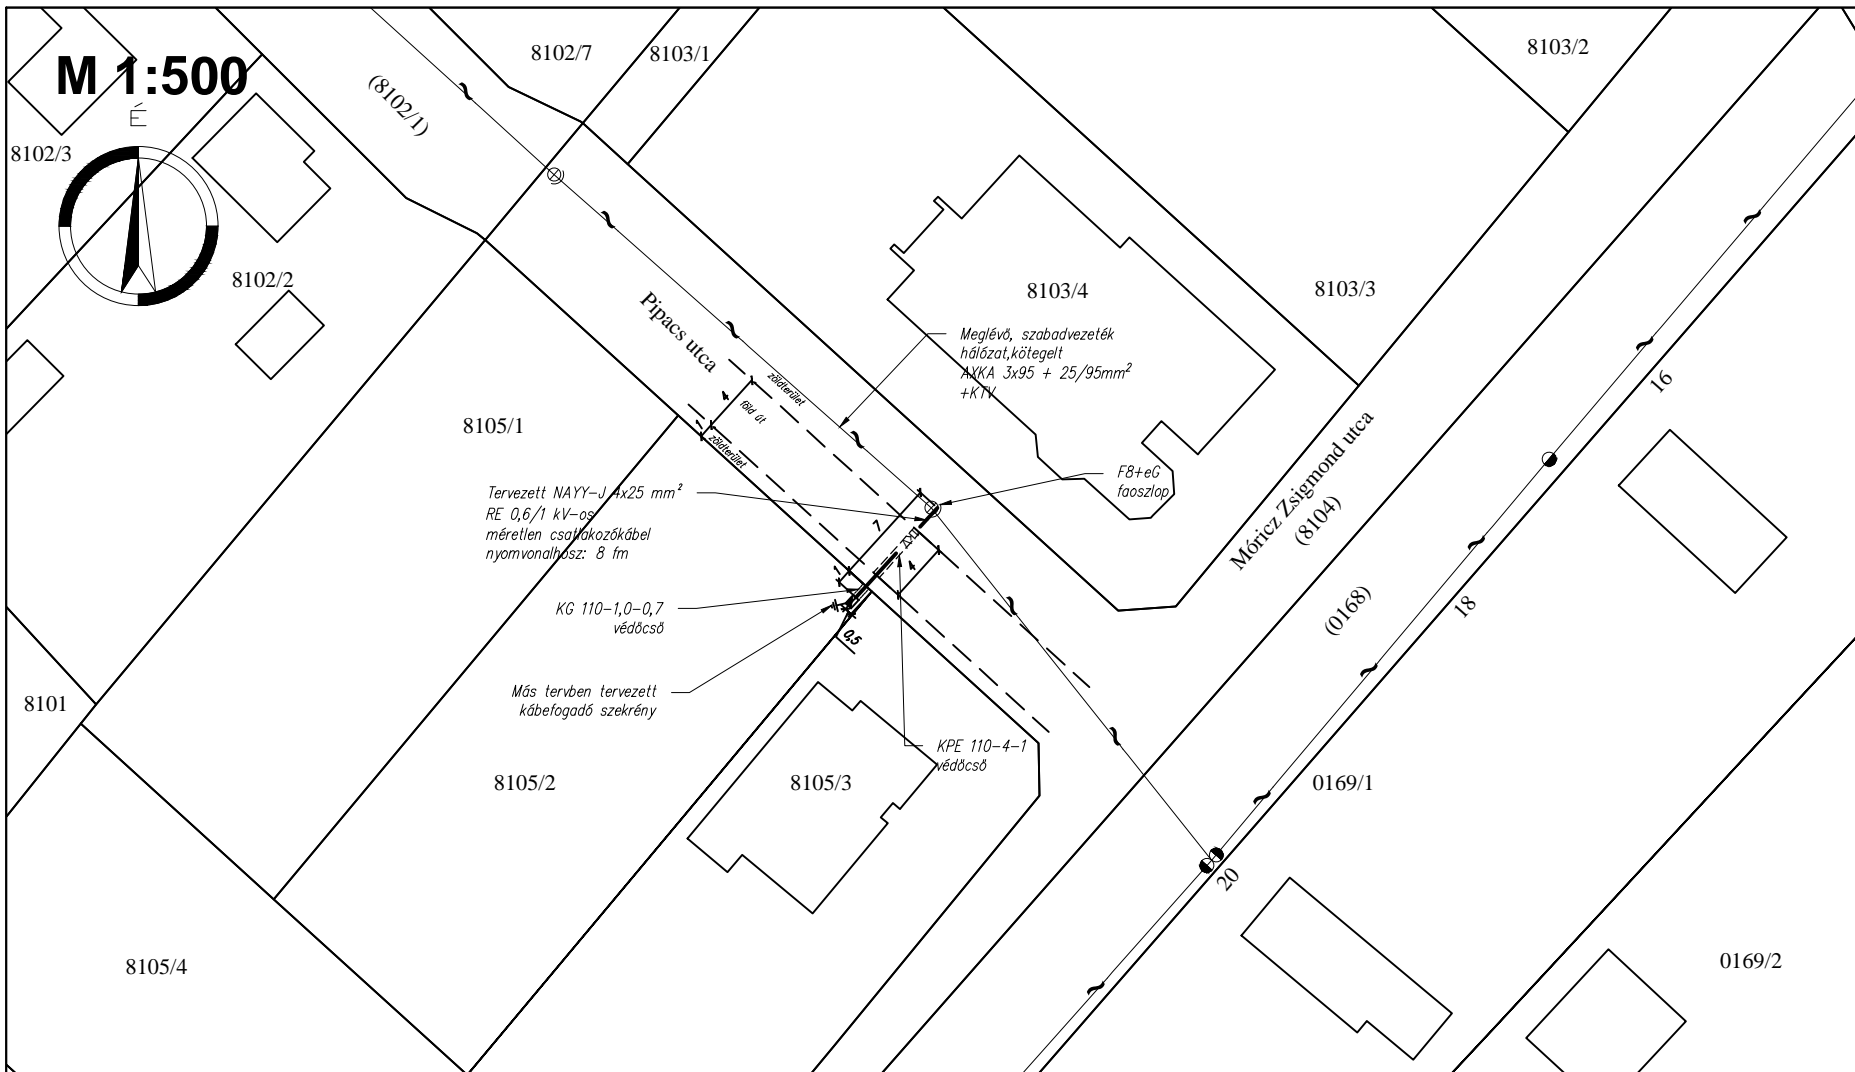 M 1:500
É
8102/7
8103/1
8103/2
(8102/1)
8102/3
8102/2
Pipacs utca
8103/4
8103/3
Meglévő, szabadvezeték
hálózat,kötegelt
AXKA 3x95 + 25/95mm²
+KTV
zöldterület
4
föld út
1
zöldterület
16
8105/1
Móricz Zsigmond utca
(8104)
F8+eG
faoszlop
Tervezett NAYY-J 4x25 mm²
RE 0,6/1 kV-os
méretlen csatlakozókábel
nyomvonalhosz: 8 fm
7
1
4
KG 110-1,0-0,7
védőcső
0,5
(0168)
18
Más tervben tervezett
kábefogadó szekrény
8101
KPE 110-4-1
védőcső
8105/2
8105/3
0169/1
20
8105/4
0169/2